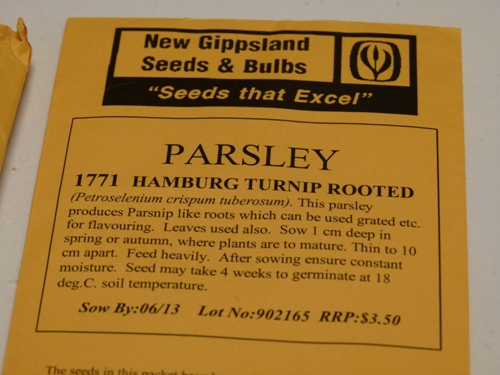 New Gippsland
Seeds & Bulbs
"Seeds that Excel"
PARSLEY
1771 HAMBURG TURNIP ROOTED
(Petroselenium crispum tuberosum). This parsley
produces Parsnip like roots which can be used grated etc.
for flavouring. Leaves used also. Sow 1 cm deep in
spring or autumn, where plants are to mature. Thin to 10
cm apart. Feed heavily. After sowing ensure constant
moisture. Seed may take 4 weeks to germinate at 18
deg.C. soil temperature.
Sow By:06/13 Lot No:902165 RRP:$3.50
The seeds in this packet have